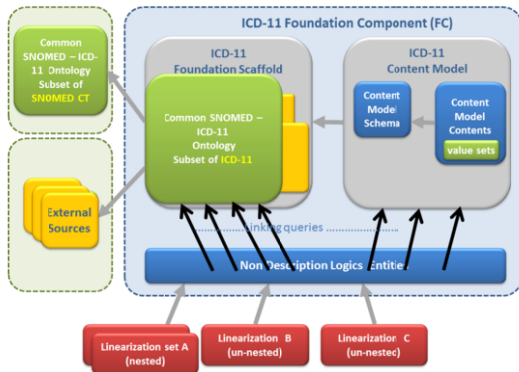 ICD-11 Foundation Component (FC)
Common
SNOMED – ICD-
11 Ontology
Subset of
SNOMED CT
ICD-11
Foundation Scaffold
Common SNOMED –
ICD-11
Ontology
Subset of ICD-11
ICD-11
Content Model
Content
Model
Schema
Content
Model
Contents
value sets
External
Sources
Linking queries
Non Description Logics Entities
Linearization set A
(nested)
Linearization B
(un-nested)
Linearization C
(un-nested)